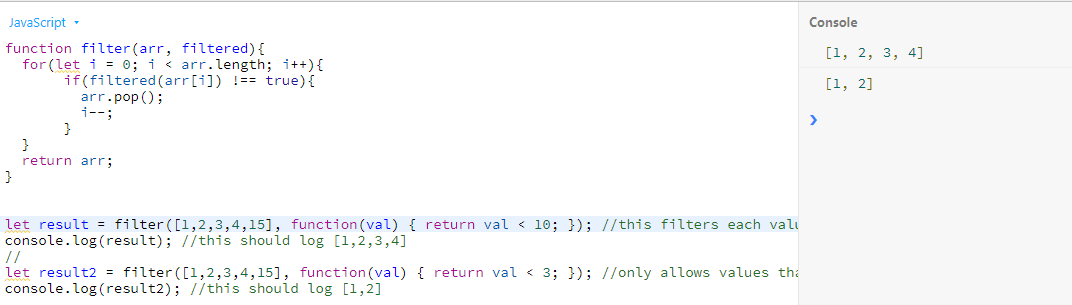 JavaScript
function filter(arr, filtered){
for(let i = 0; i < arr.length; i++){
if(filtered(arr[i]) !== true){
arr.pop();
i--;
}
}
return arr;
}
let result = filter([1,2,3,4,15], function(val) { return val < 10; }); //this filters each valu
console.log(result); //this should log [1,2,3,4]
//
let result2 = filter([1,2,3,4,15], function(val) { return val < 3; }); //only allows values tha
console.log(result2); //this should log [1,2]
Console
[1, 2, 3, 4]
[1, 2]